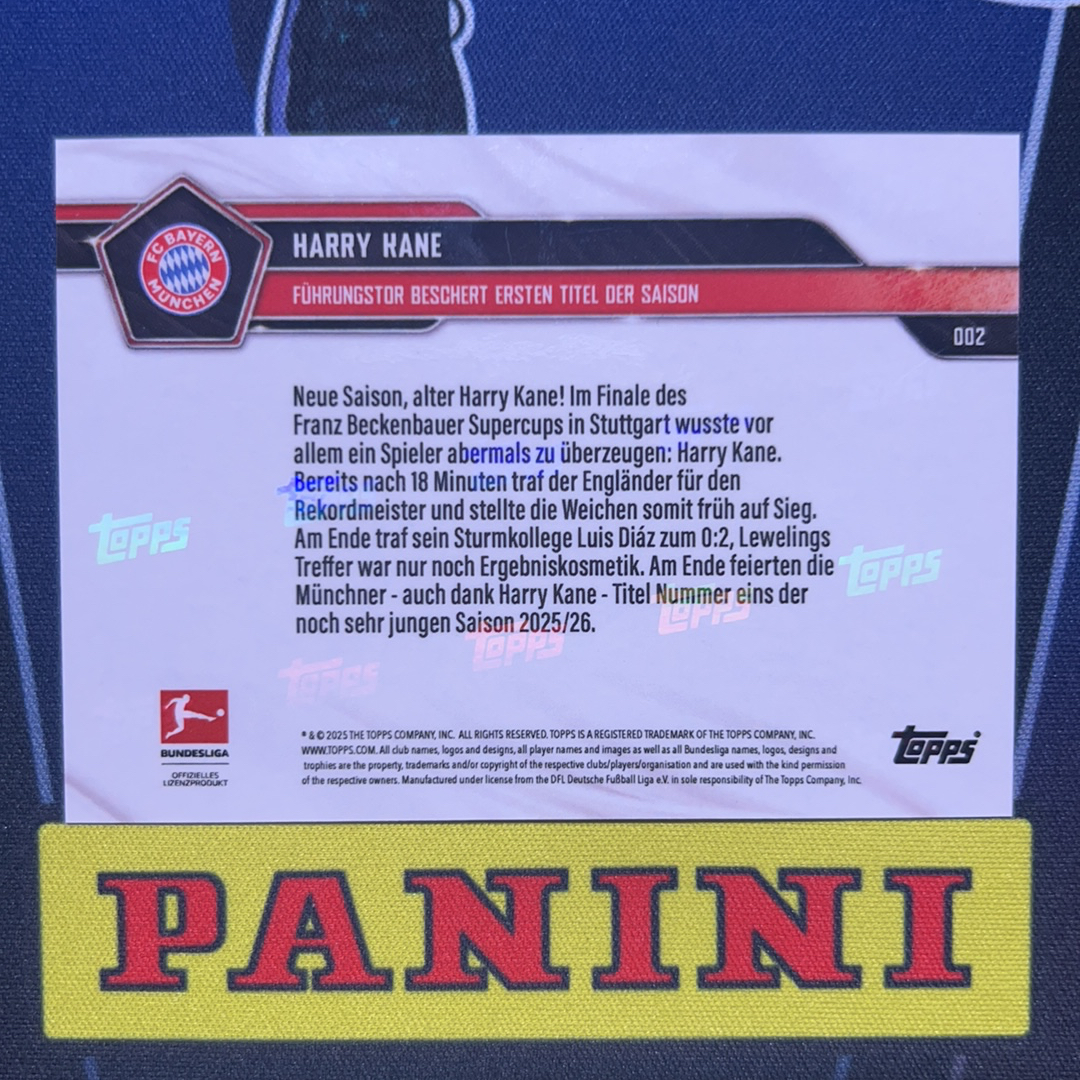 HARRY KANE
FC BAYERN
MÜNCHEN
FÜHRUNGSTOR BESCHERT ERSTEN TITEL DER SAISON
002
Neue Saison, alter Harry Kane! Im Finale des
Franz Beckenbauer Supercups in Stuttgart wusste vor
allem ein Spieler abermals zu überzeugen: Harry Kane.
Bereits nach 18 Minuten traf der Engländer für den
Rekordmeister und stellte die Weichen somit früh auf Sieg.
Am Ende traf sein Sturmkollege Luis Diáz zum 0:2, Lewelings
Treffer war nur noch Ergebniskosmetik. Am Ende feierten die
Münchner - auch dank Harry Kane - Titel Nummer eins der
noch sehr jungen Saison 2025/26.
Topps
Topps
Topps
Topps
Topps
BUNDESLIGA
OFFIZIELLES
LIZENZPRODUKT
® & © 2025 THE TOPPS COMPANY, INC. ALL RIGHTS RESERVED. TOPPS IS A REGISTERED TRADEMARK OF THE TOPPS COMPANY, INC.
WWW.TOPPS.COM. All club names, logos and designs, all player names and images as well as all Bundesliga names, logos, designs and
trophies are the property, trademarks and/or copyright of the respective clubs/players/organisation and are used with the kind permission
of the respective owners. Manufactured under license from the DFL Deutsche Fußball Liga e.V. in sole responsibility of The Topps Company, Inc.
Topps®
PANINI